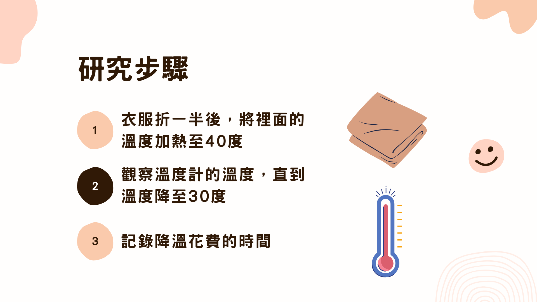 研究步驟
1
衣服折一半後，將裡面的
溫度加熱至40度
2
觀察溫度計的溫度，直到
溫度降至30度
3
記錄降溫花費的時間